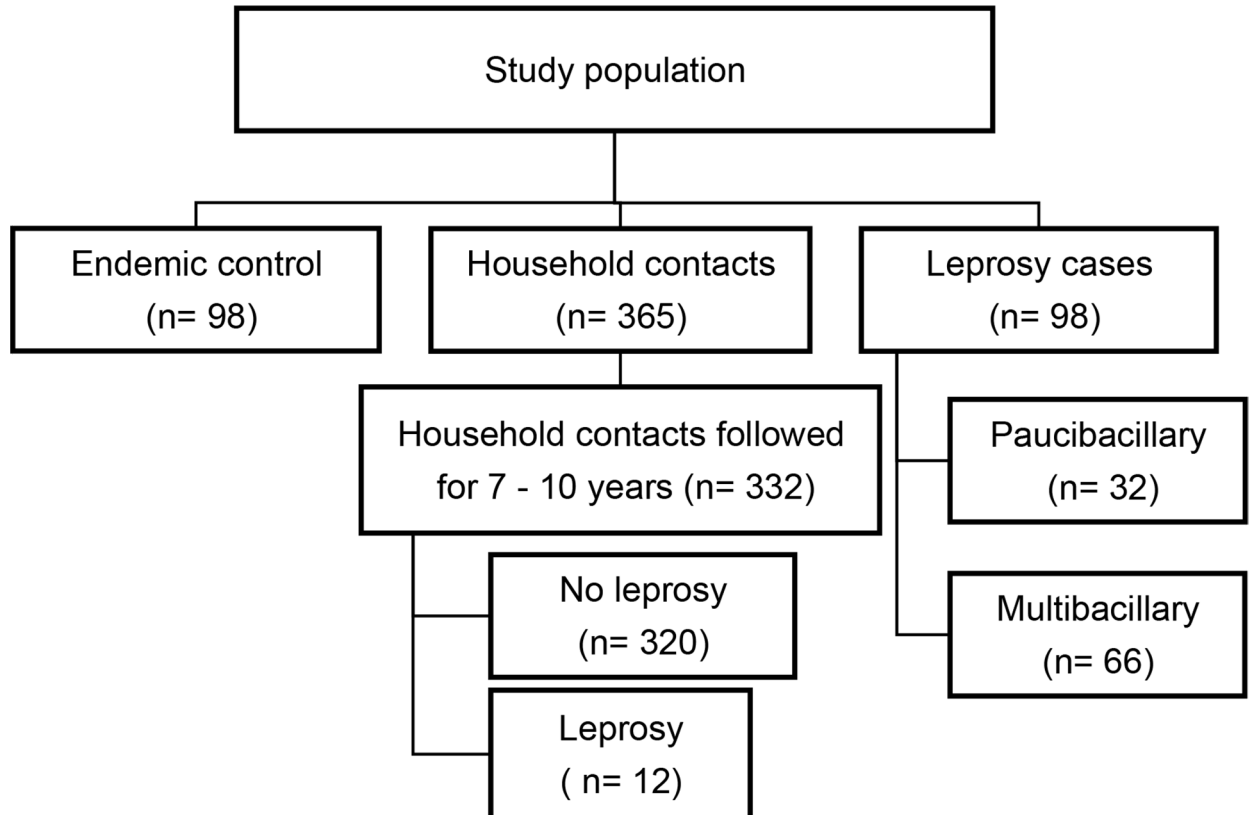 Study population
Endemic control
(n= 98)
Household contacts
(n= 365)
Leprosy cases
(n= 98)
Household contacts followed
for 7 - 10 years (n= 332)
No leprosy
(n= 320)
Leprosy
( n= 12)
Paucibacillary
(n= 32)
Multibacillary
(n= 66)